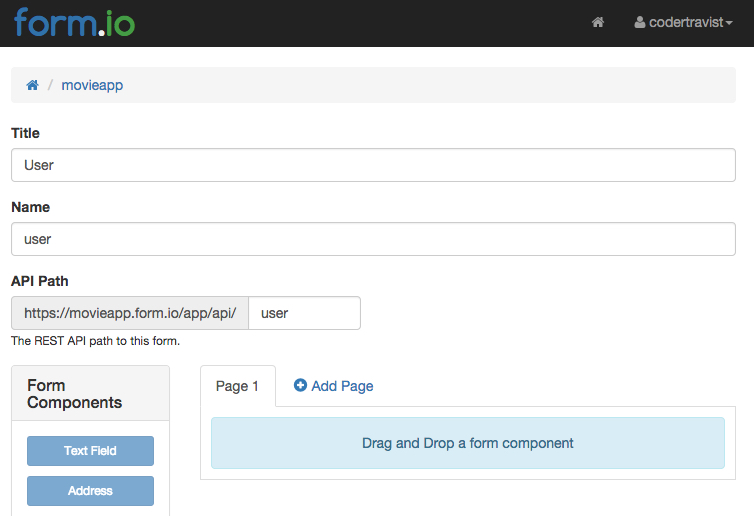 form.io
codertravist
/ movieapp
Title
User
Name
user
API Path
https://movieapp.form.io/app/api/ user
The REST API path to this form.
Form
Components
Page 1
Add Page
Drag and Drop a form component
Text Field
Address